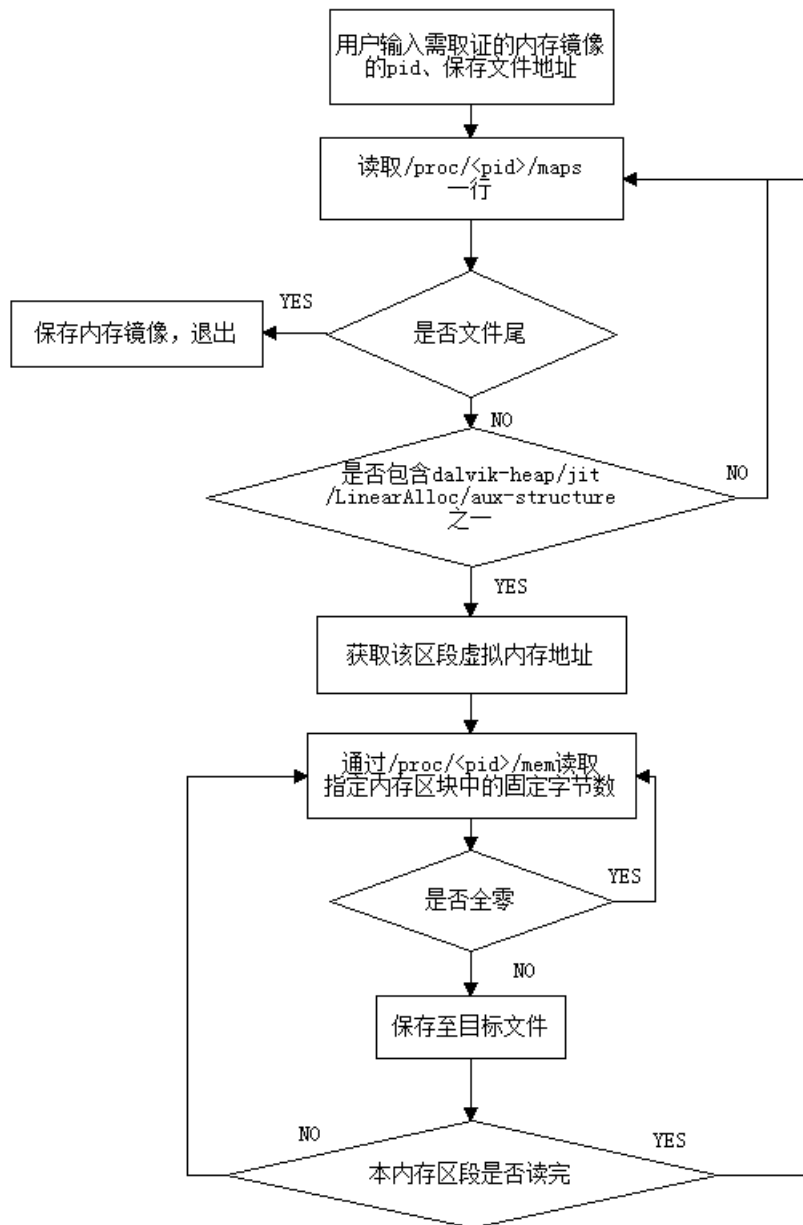 用户输入需取证的内存镜像
的pid、保存文件地址
读取/proc/<pid>/maps
一行
YES
保存内存镜像，退出
是否文件尾
NO
是否包含dalvik-heap/jit
/LinearAlloc/aux-structure
之一
NO
YES
获取该区段虚拟内存地址
通过/proc/<pid>/mem读取
指定内存区块中的固定字节数
是否全零
YES
NO
保存至目标文件
NO
YES
本内存区段是否读完